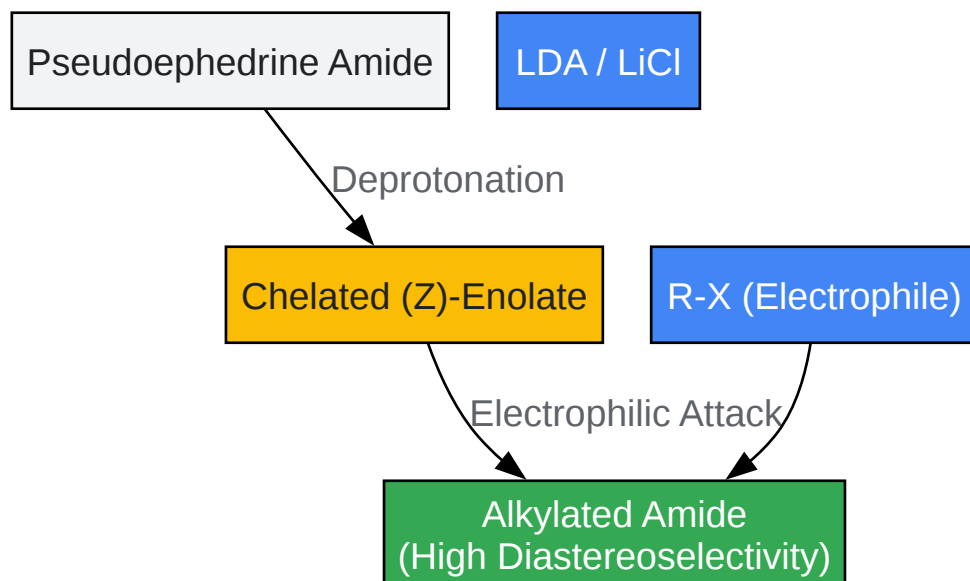 Pseudoephedrine Amide
LDA / LiCl
Deprotonation
Chelated (Z)-Enolate
R-X (Electrophile)
Electrophilic Attack
Alkylated Amide
(High Diastereoselectivity)